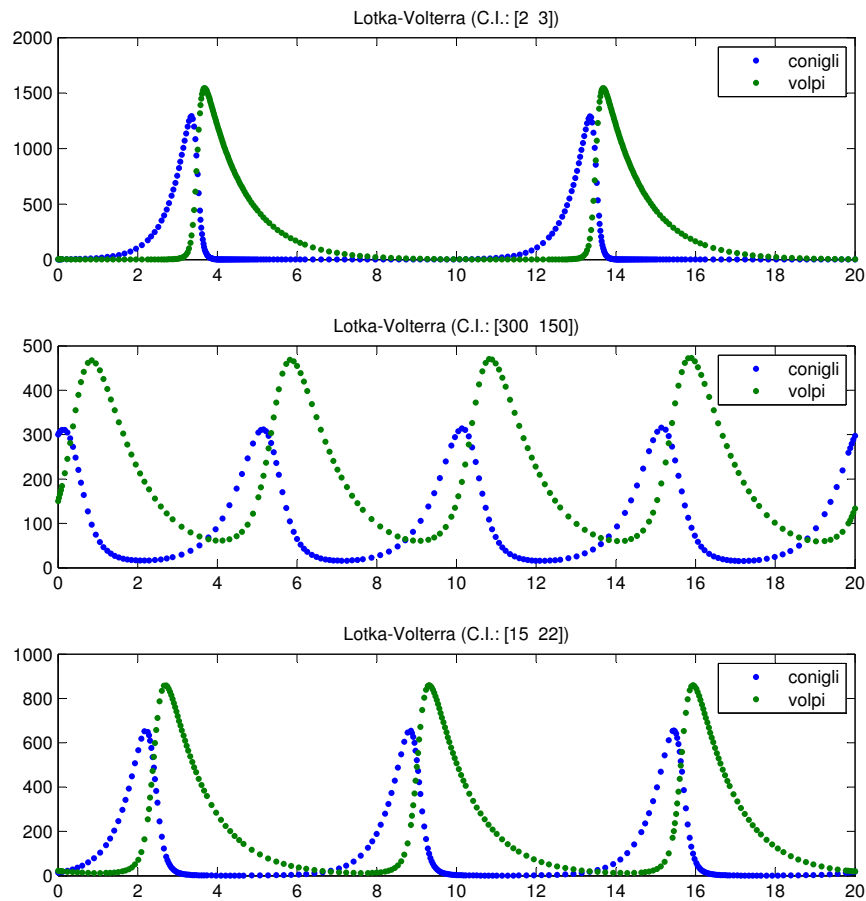 Lotka-Volterra (C.I.: [2  3])
2000
1500
1000
500
0
conigli
volpi
0 2 4 6 8 10 12 14 16 18 20
Lotka-Volterra (C.I.: [300  150])
500
400
300
200
100
0
conigli
volpi
0 2 4 6 8 10 12 14 16 18 20
Lotka-Volterra (C.I.: [15  22])
1000
800
600
400
200
0
conigli
volpi
0 2 4 6 8 10 12 14 16 18 20